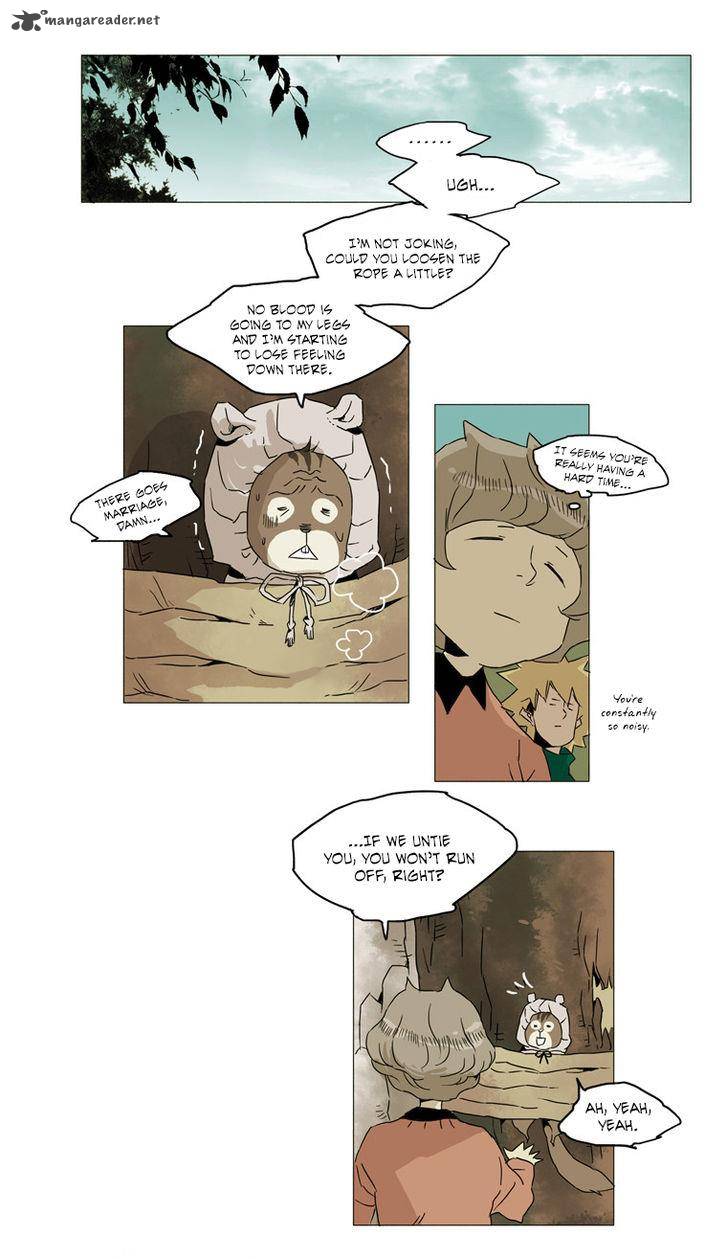 mangareader.net
......
UGH...
I'M NOT JOKING,
COULD YOU LOOSEN THE
ROPE A LITTLE?
NO BLOOD IS
GOING TO MY LEGS
AND I'M STARTING
TO LOSE FEELING
DOWN THERE.
THERE GOES
MARRIAGE,
DAMN...
IT SEEMS YOU'RE
REALLY HAVING A
HARD TIME...
You're
constantly
so noisy.
...IF WE UNTIE
YOU, YOU WON'T RUN
OFF, RIGHT?
AH, YEAH,
YEAH.